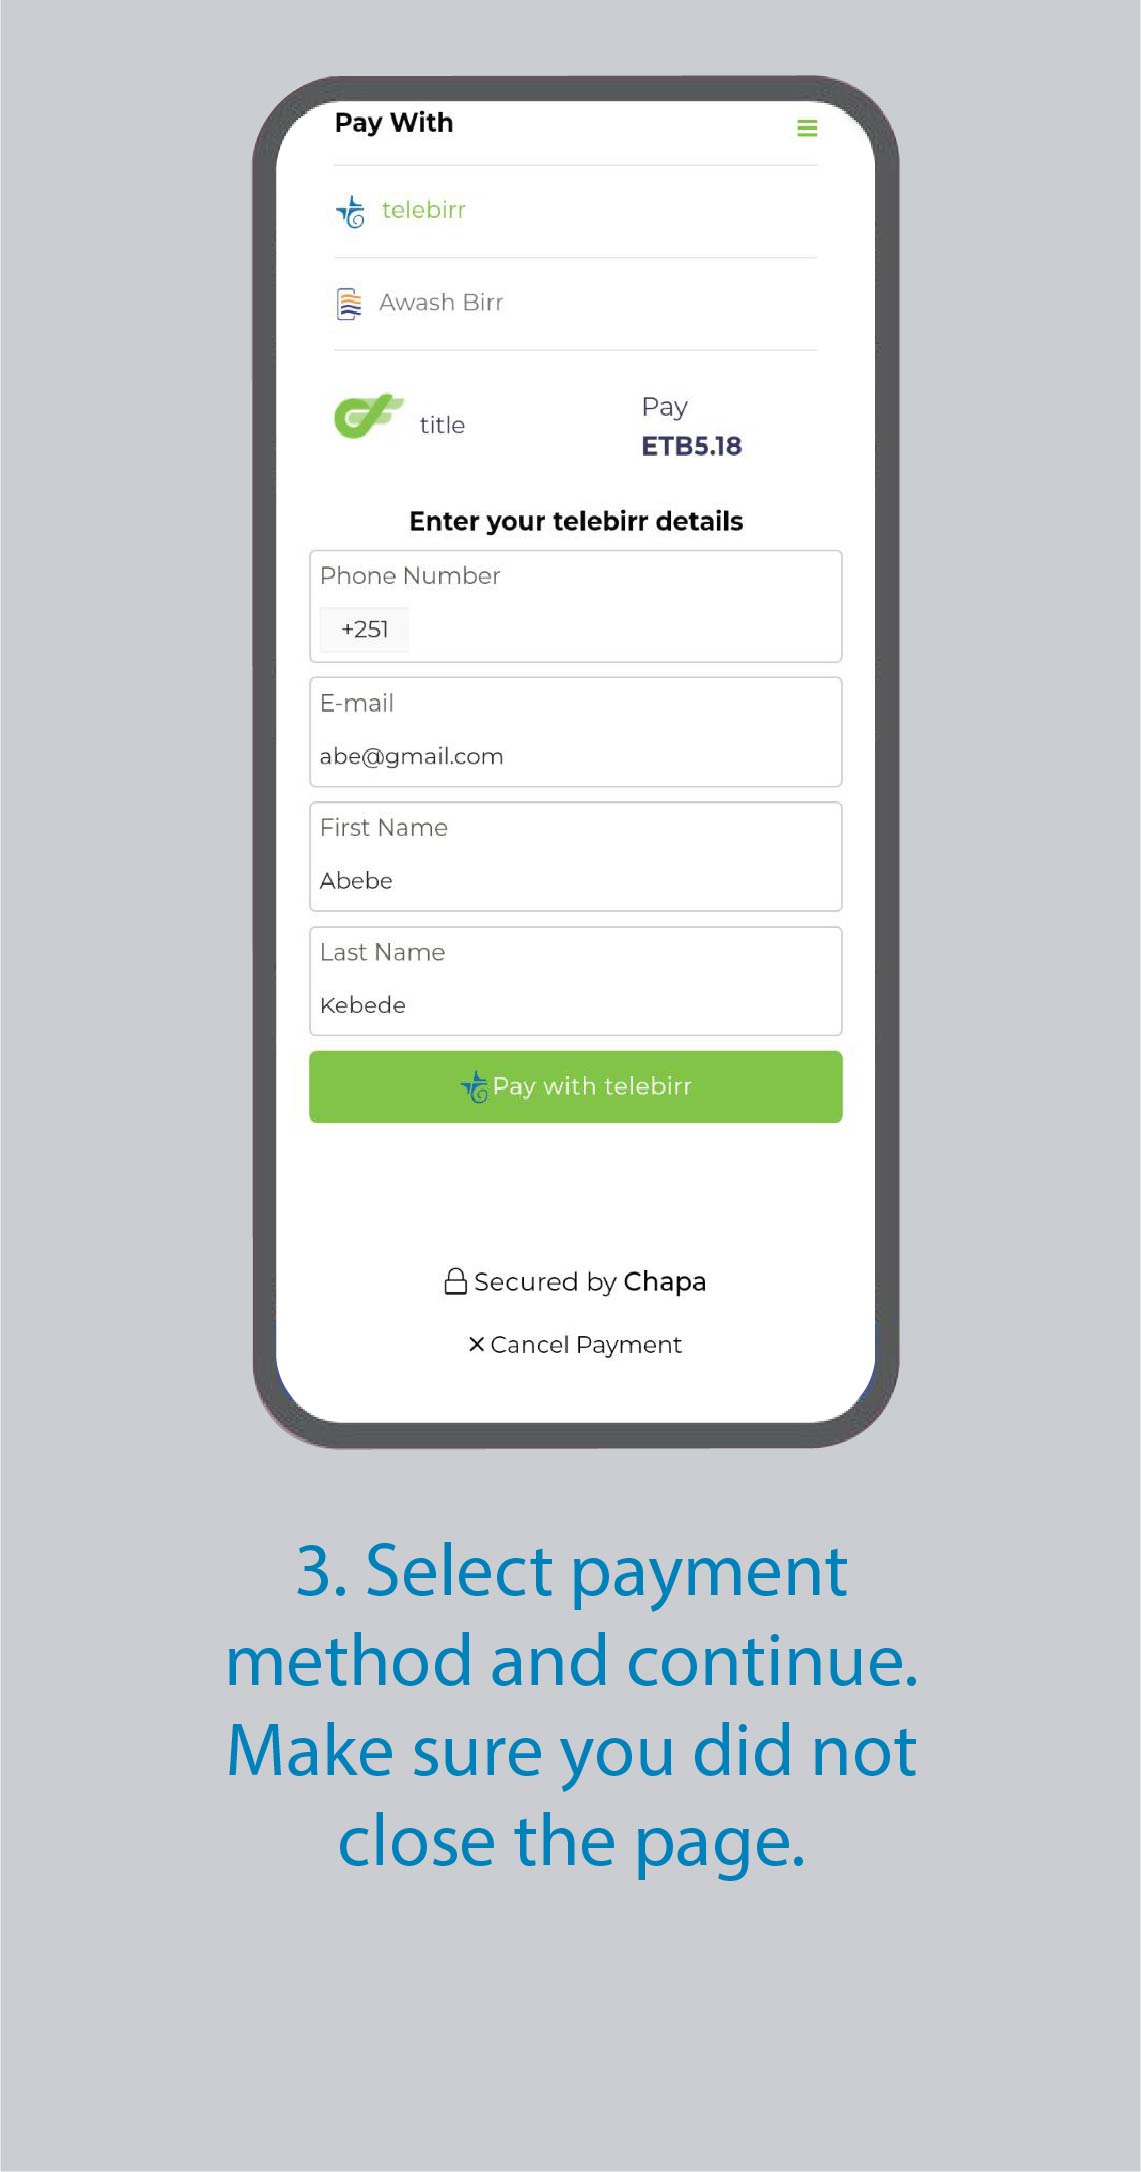 Pay With
telebirr
Awash Birr
title
Pay
ETB5.18
Enter your telebirr details
Phone Number
+251
E-mail
abe@gmail.com
First Name
Abebe
Last Name
Kebede
Pay with telebirr
Secured by Chapa
Cancel Payment
3. Select payment
method and continue.
Make sure you did not
close the page.